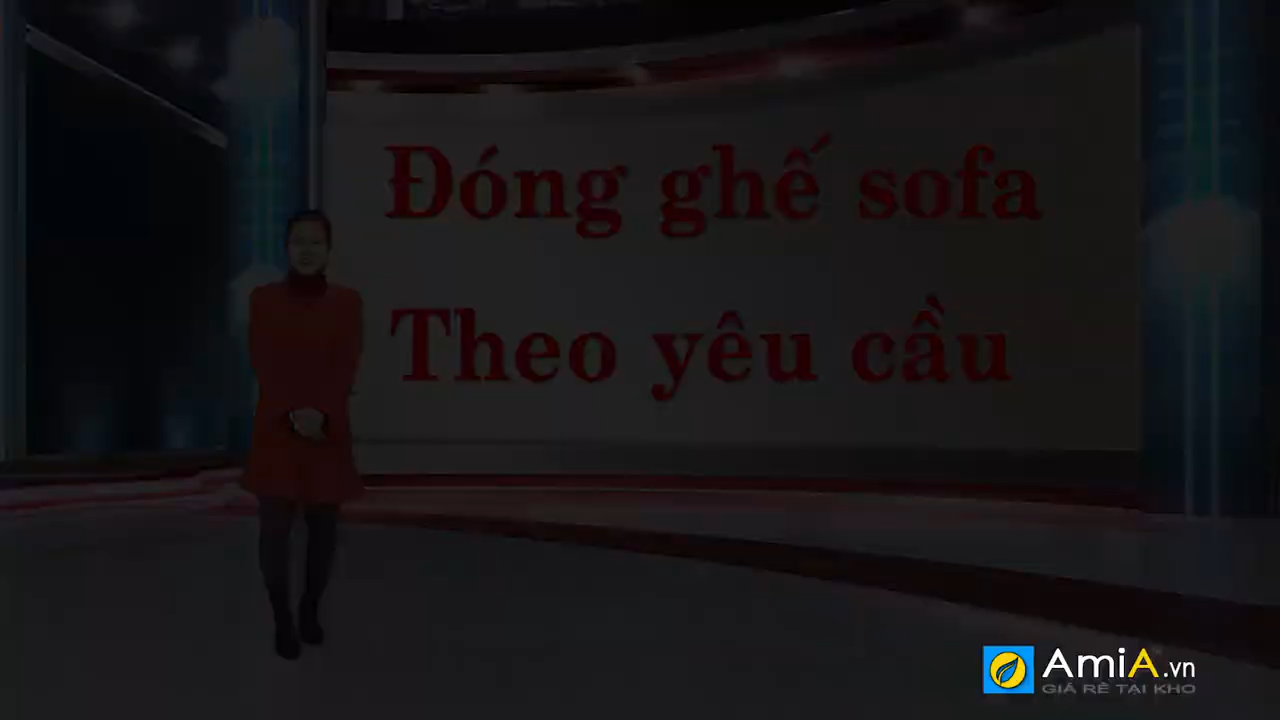 Đóng ghế sofa
Theo yêu cầu
AmiA.vn
GIÁ RẺ TẠI KHO